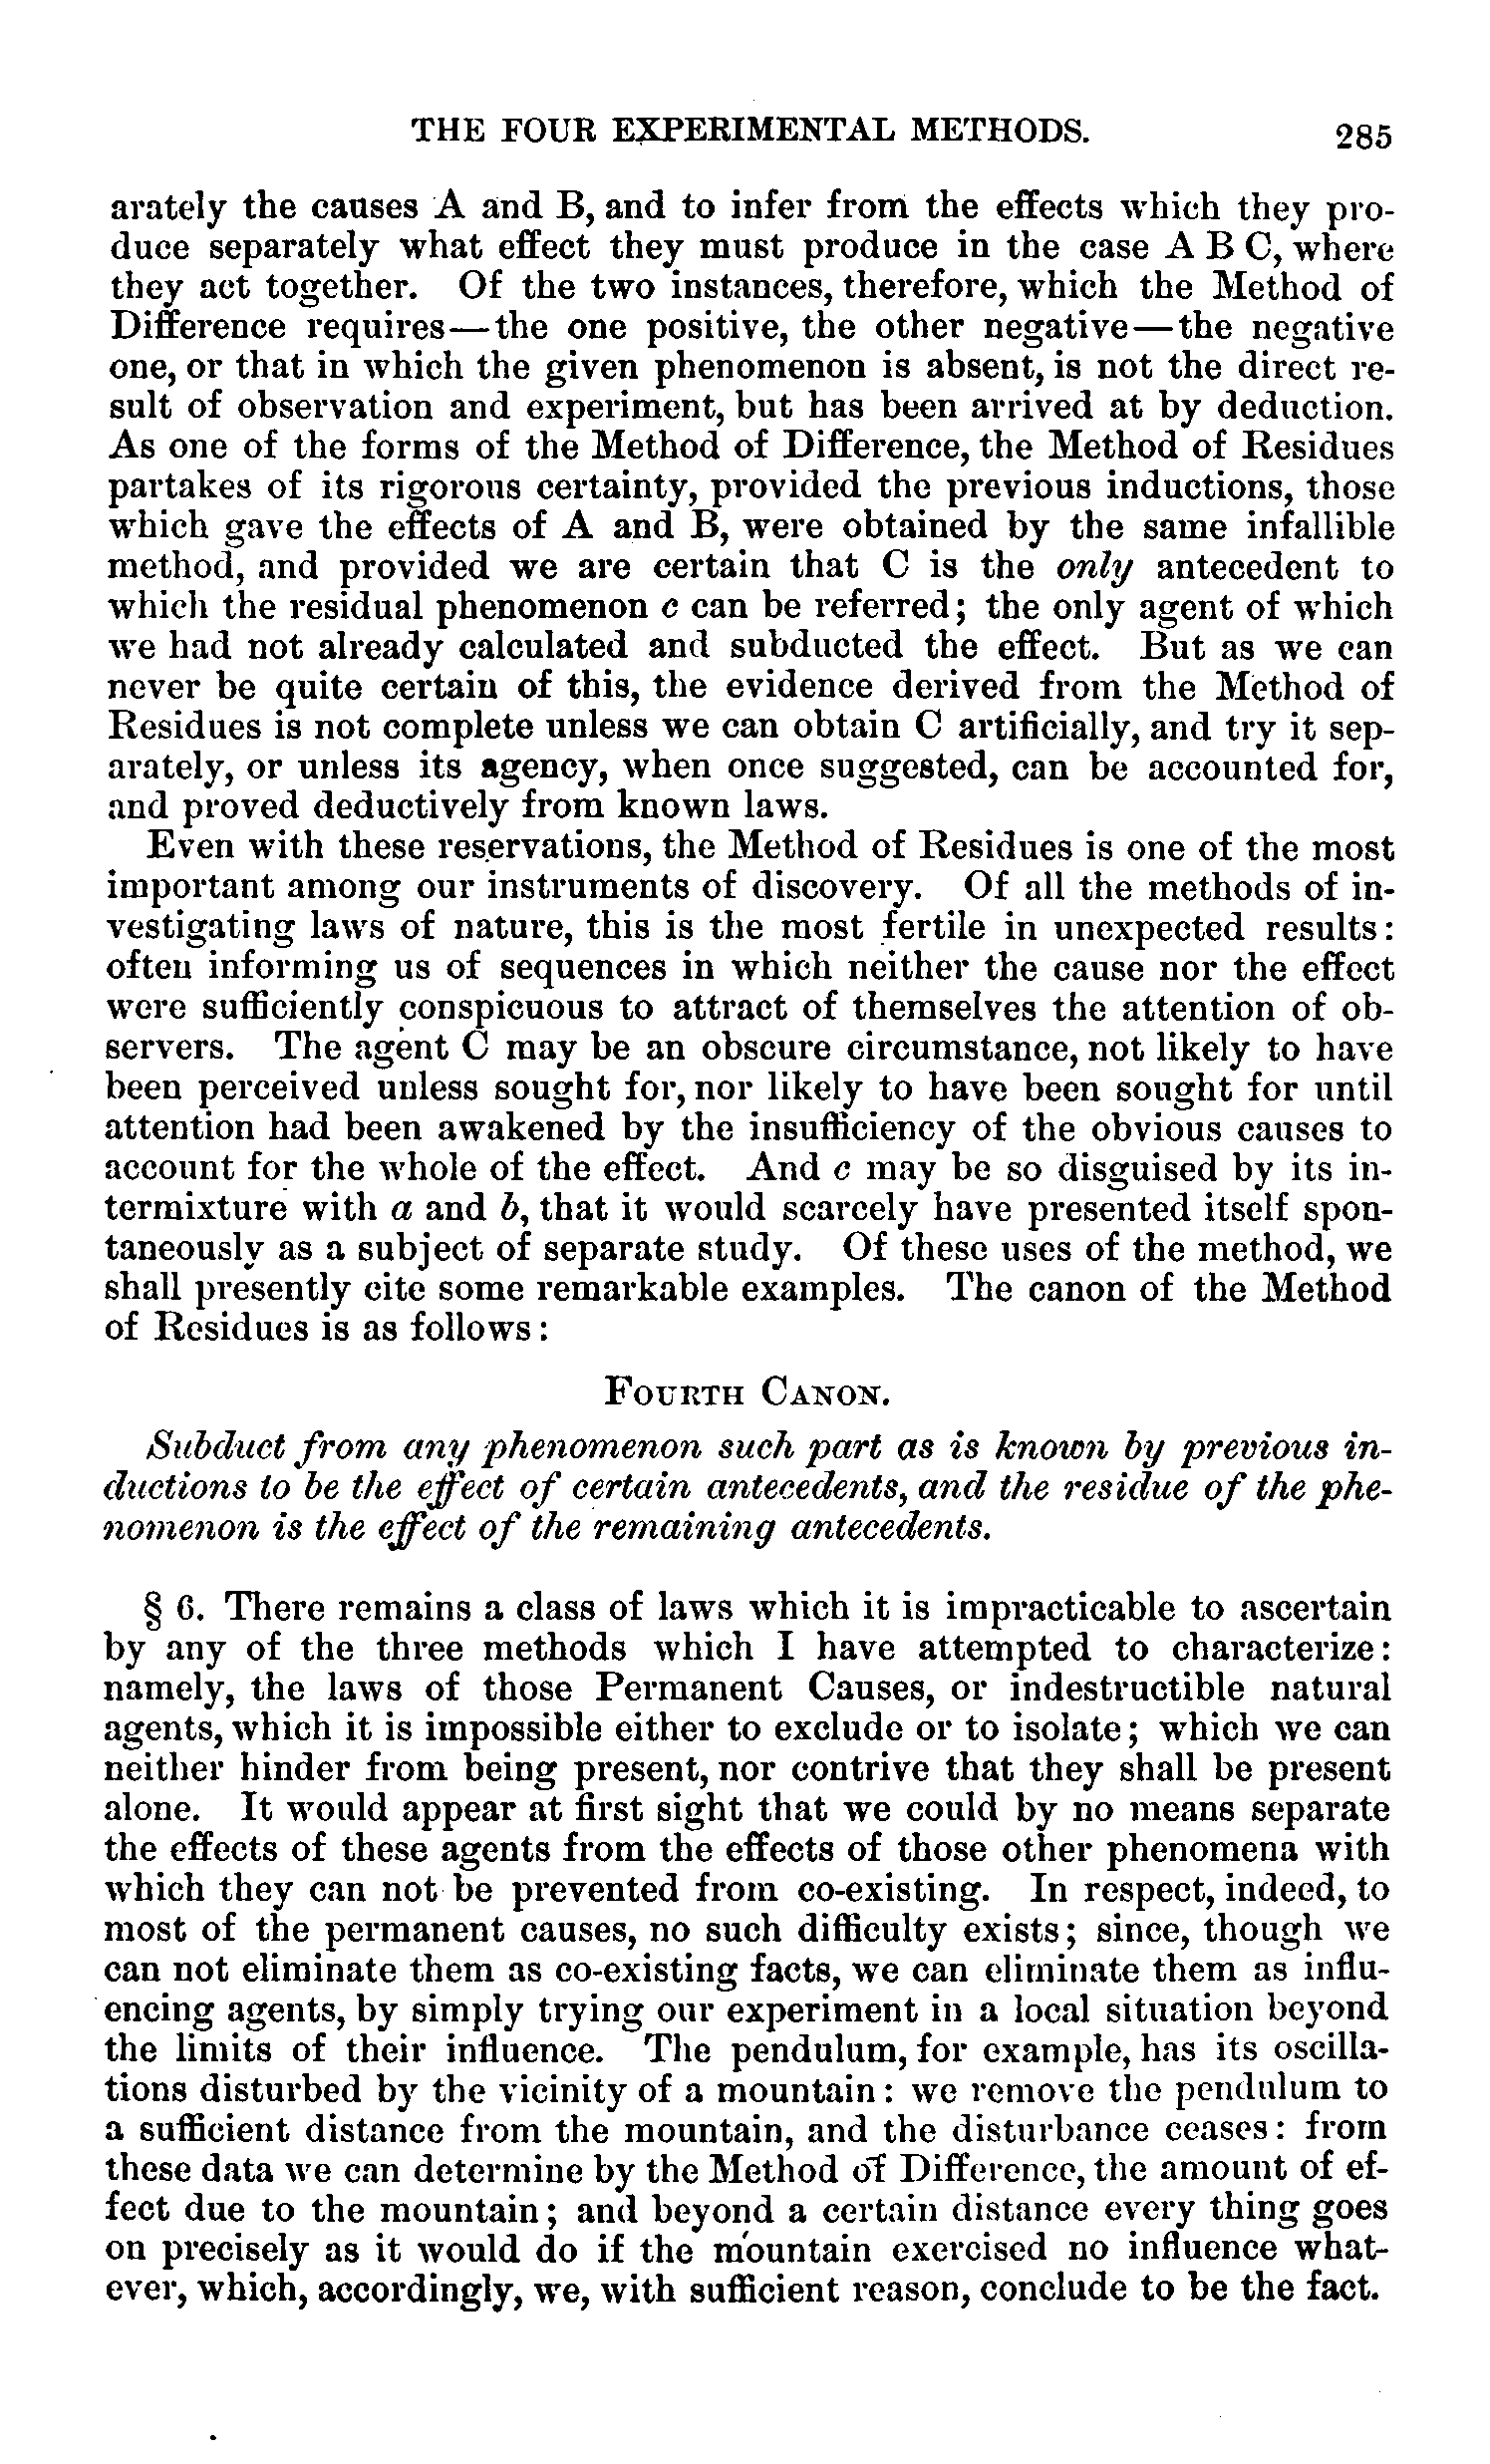 THE FOUR EXPERIMENTAL METHODS. 285
arately the causes A and B, and to infer from the effects which they pro-
duce separately what effect they must produce in the case A B C, where
they act together. Of the two instances, therefore, which the Method of
Difference requires—the one positive, the other negative—the negative
one, or that in which the given phenomenon is absent, is not the direct re-
sult of observation and experiment, but has been arrived at by deduction.
As one of the forms of the Method of Difference, the Method of Residues
partakes of its rigorous certainty, provided the previous inductions, those
which gave the effects of A and B, were obtained by the same infallible
method, and provided we are certain that C is the only antecedent to
which the residual phenomenon c can be referred; the only agent of which
we had not already calculated and subducted the effect. But as we can
never be quite certain of this, the evidence derived from the Method of
Residues is not complete unless we can obtain C artificially, and try it sep-
arately, or unless its agency, when once suggested, can be accounted for,
and proved deductively from known laws.
Even with these reservations, the Method of Residues is one of the most
important among our instruments of discovery. Of all the methods of in-
vestigating laws of nature, this is the most fertile in unexpected results:
often informing us of sequences in which neither the cause nor the effect
were sufficiently conspicuous to attract of themselves the attention of ob-
servers. The agent C may be an obscure circumstance, not likely to have
been perceived unless sought for, nor likely to have been sought for until
attention had been awakened by the insufficiency of the obvious causes to
account for the whole of the effect. And c may be so disguised by its in-
termixture with a and b, that it would scarcely have presented itself spon-
taneously as a subject of separate study. Of these uses of the method, we
shall presently cite some remarkable examples. The canon of the Method
of Residues is as follows:
FOURTH CANON.
Subduct from any phenomenon such part as is known by previous in-
ductions to be the effect of certain antecedents, and the residue of the phe-
nomenon is the effect of the remaining antecedents.
§ 6. There remains a class of laws which it is impracticable to ascertain
by any of the three methods which I have attempted to characterize:
namely, the laws of those Permanent Causes, or indestructible natural
agents, which it is impossible either to exclude or to isolate; which we can
neither hinder from being present, nor contrive that they shall be present
alone. It would appear at first sight that we could by no means separate
the effects of these agents from the effects of those other phenomena with
which they can not be prevented from co-existing. In respect, indeed, to
most of the permanent causes, no such difficulty exists; since, though we
can not eliminate them as co-existing facts, we can eliminate them as influ-
encing agents, by simply trying our experiment in a local situation beyond
the limits of their influence. The pendulum, for example, has its oscilla-
tions disturbed by the vicinity of a mountain: we remove the pendulum to
a sufficient distance from the mountain, and the disturbance ceases: from
these data we can determine by the Method of Difference, the amount of ef-
fect due to the mountain; and beyond a certain distance every thing goes
on precisely as it would do if the mountain exercised no influence what-
ever, which, accordingly, we, with sufficient reason, conclude to be the fact.